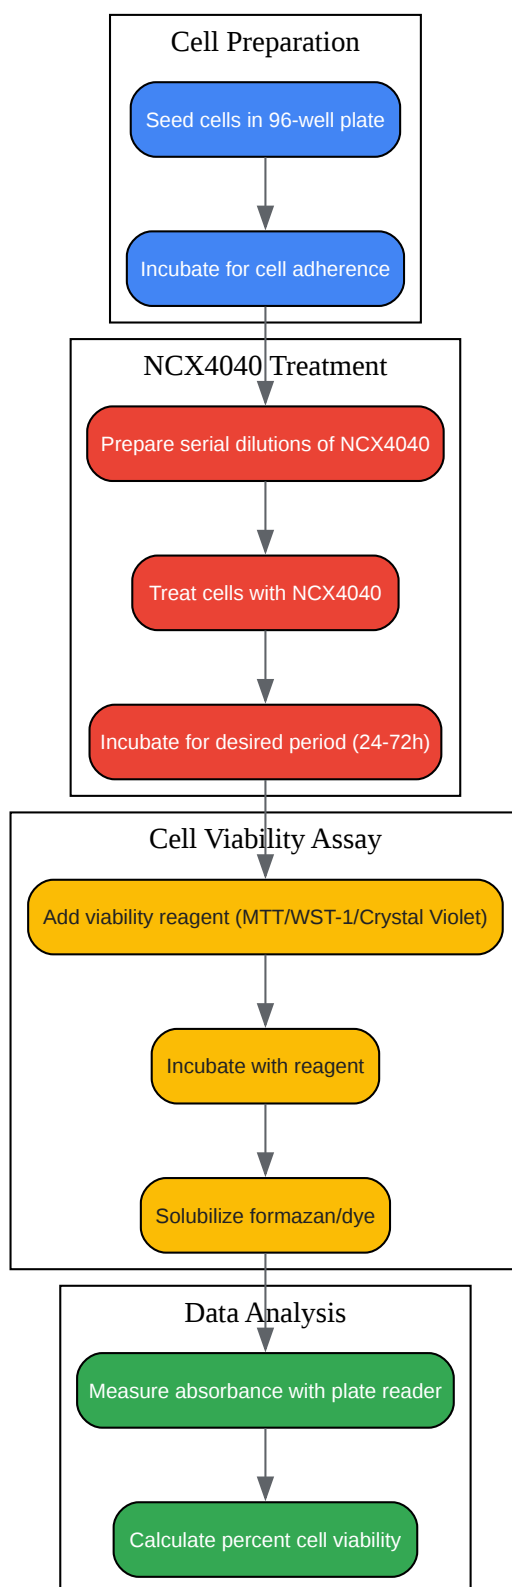 Cell Preparation
Seed cells in 96-well plate
Incubate for cell adherence
NCX4040 Treatment
Prepare serial dilutions of NCX4040
Treat cells with NCX4040
Incubate for desired period (24-72h)
Cell Viability Assay
Add viability reagent (MTT/WST-1/Crystal Violet)
Incubate with reagent
Solubilize formazan/dye
Data Analysis
Measure absorbance with plate reader
Calculate percent cell viability